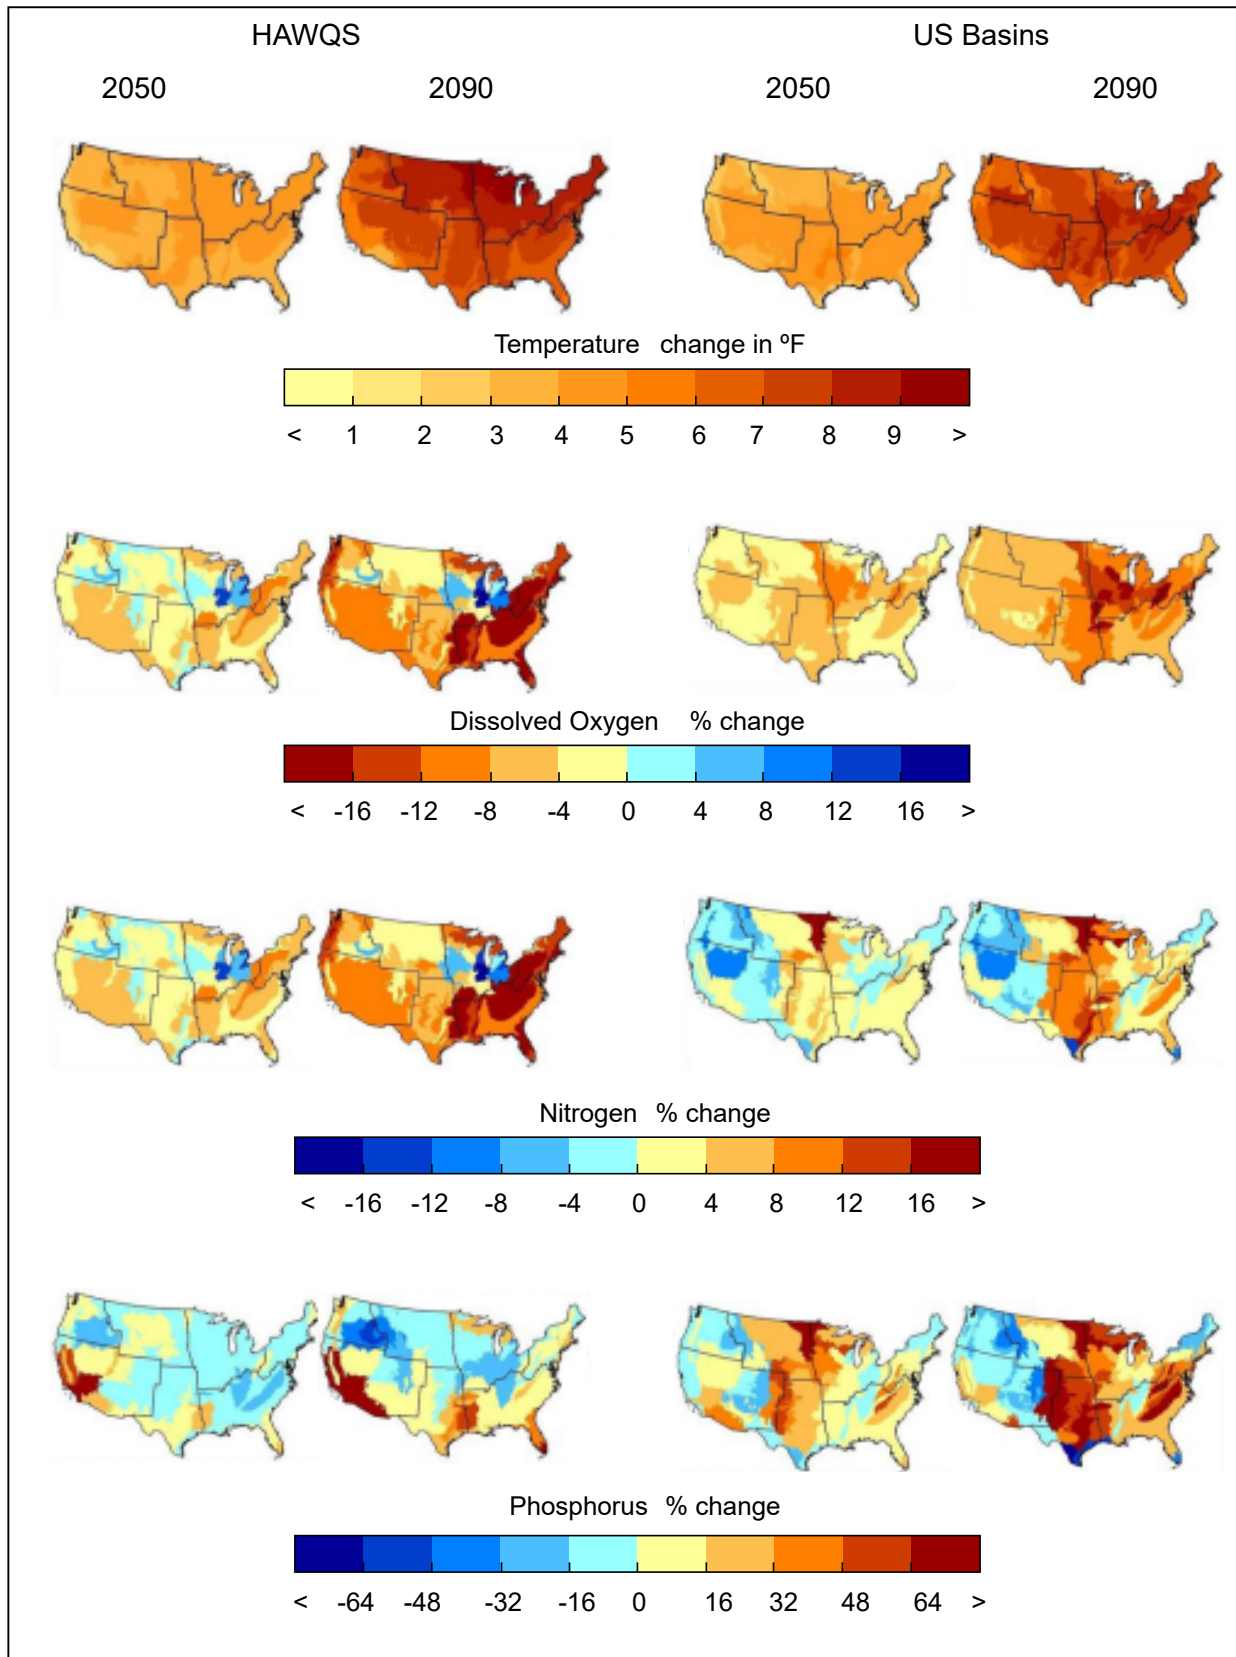 HAWQS US Basins
2050 2090 2050 2090
Temperature change in ºF
< 1 2 3 4 5 6 7 8 9 >
Dissolved Oxygen % change
< -16 -12 -8 -4 0 4 8 12 16 >
Nitrogen % change
< -16 -12 -8 -4 0 4 8 12 16 >
Phosphorus % change
< -64 -48 -32 -16 0 16 32 48 64 >